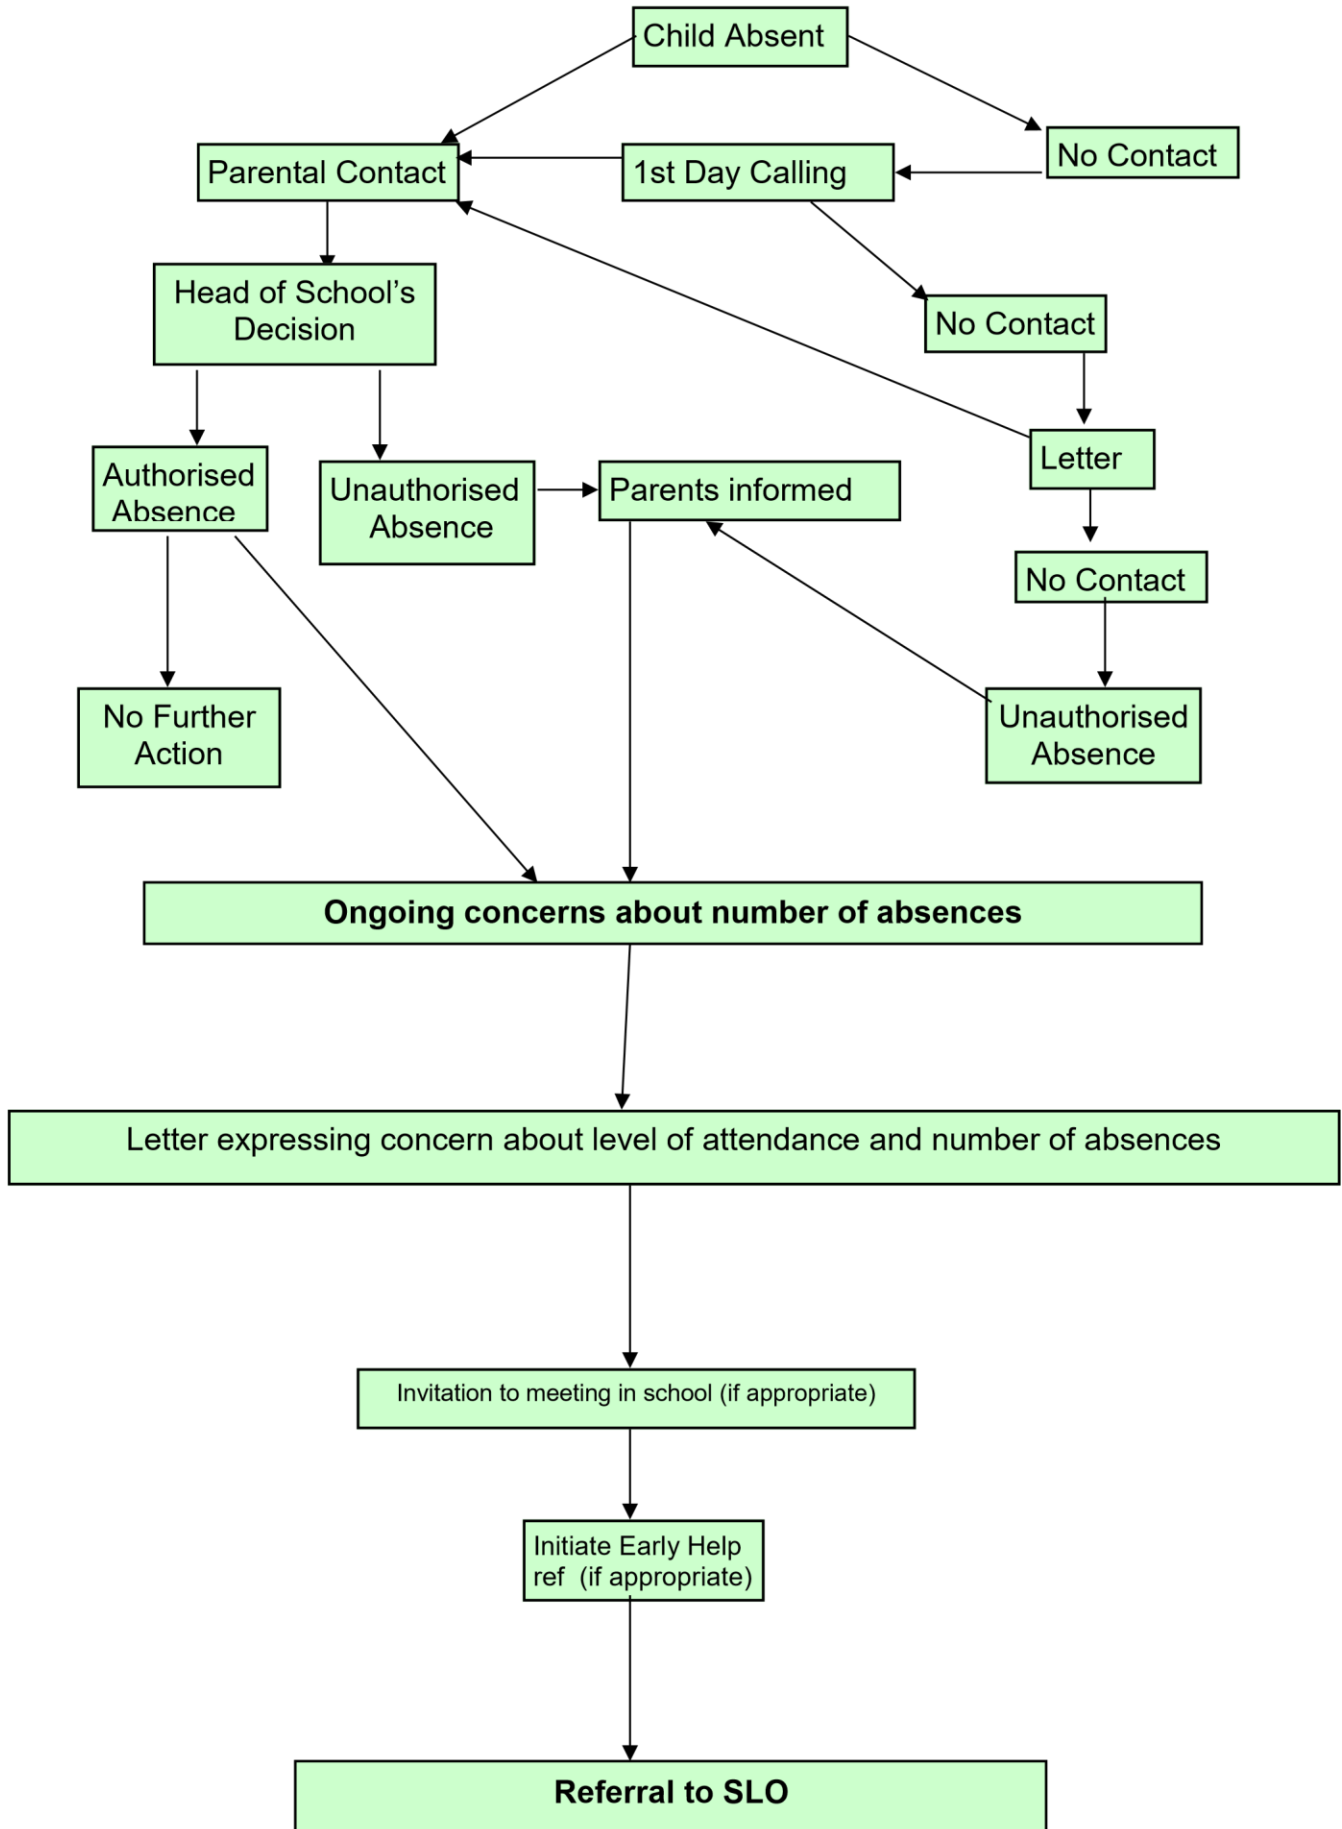 Child Absent
No Contact
Parental Contact
1st Day Calling
Head of School’s
Decision
No Contact
Letter
Authorised
Absence
Unauthorised
Absence
Parents informed
No Contact
No Further
Action
Unauthorised
Absence
Ongoing concerns about number of absences
Letter expressing concern about level of attendance and number of absences
Invitation to meeting in school (if appropriate)
Initiate Early Help
ref (if appropriate)
Referral to SLO